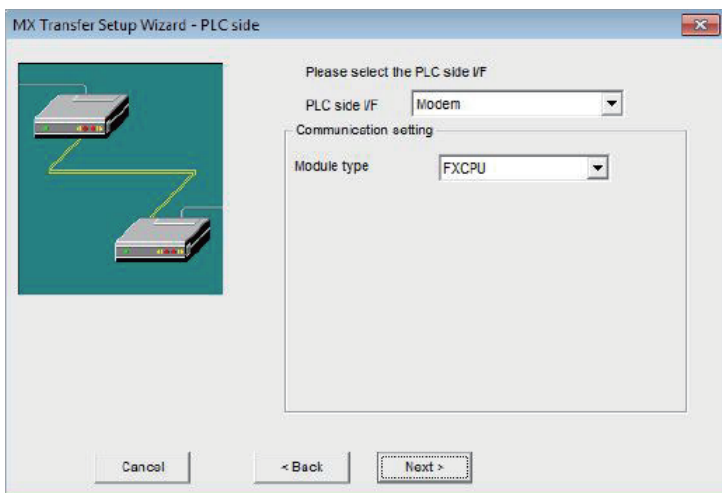 MX Transfer Setup Wizard - PLC side
Please select the PLC side I/F
PLC side I/F Modem
Communication setting
Module type FXCPU
Cancel < Back Next >